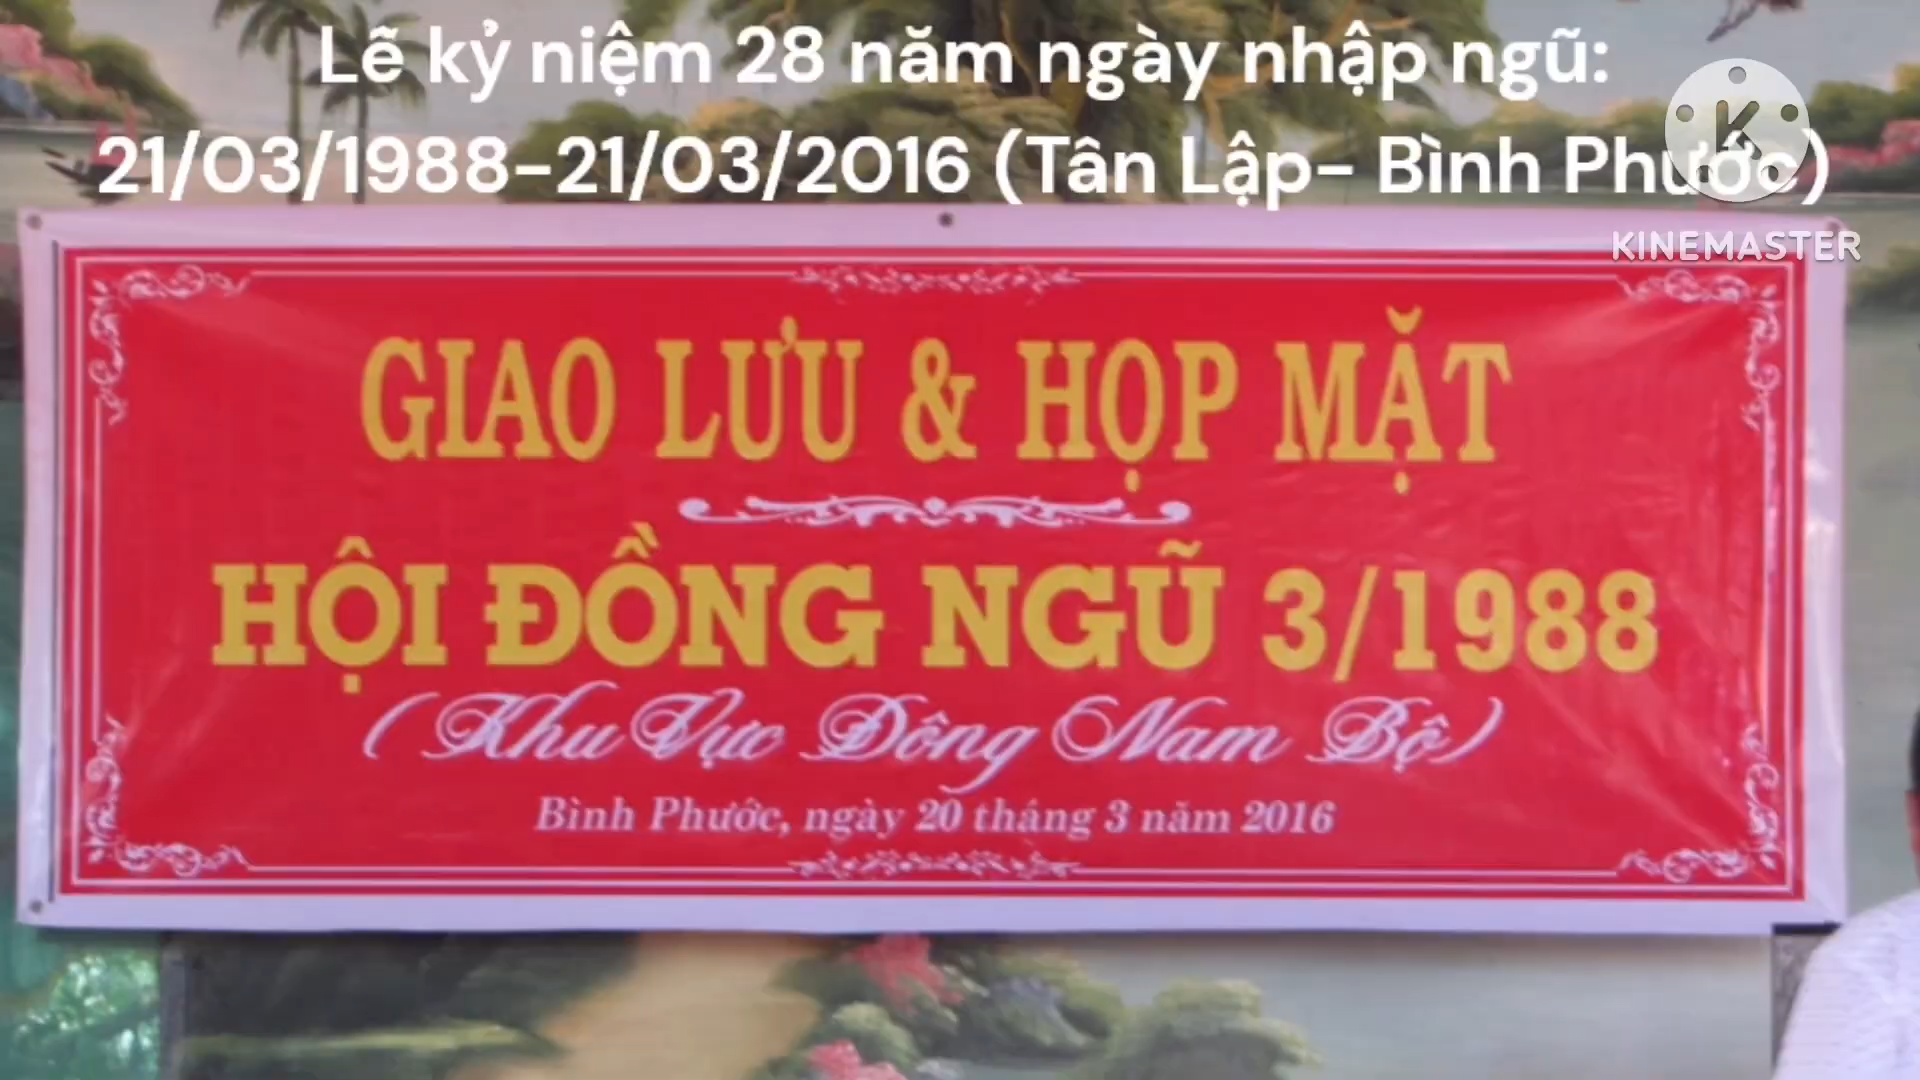 Lễ kỷ niệm 28 năm ngày nhập ngũ:
21/03/1988-21/03/2016 (Tân Lập- Bình Phước)
K
KINEMASTER
GIAO LƯU & HỌP MẶT
HỘI ĐỒNG NGŨ 3/1988
(Khu Vực Đông Nam Bộ)
Bình Phước, ngày 20 tháng 3 năm 2016